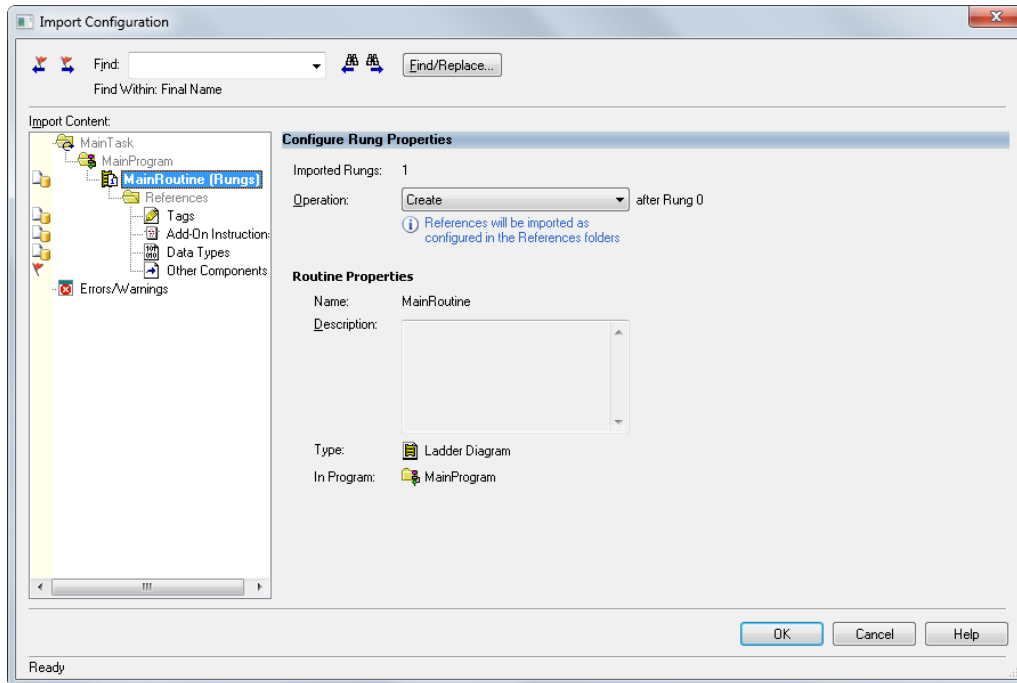 Import Configuration
Find:
Find/Replace...
Find Within: Final Name
Import Content:
MainTask
MainProgram
MainRoutine (Rungs)
References
Tags
Add-On Instruction
Data Types
Other Components
Errors/Warnings
Configure Rung Properties
Imported Rungs: 1
Operation: Create after Rung 0
References will be imported as
configured in the References folders
Routine Properties
Name: MainRoutine
Description:
Type: Ladder Diagram
In Program: MainProgram
OK Cancel Help
Ready